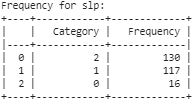 Frequency for slp:
+----+------------+-------------+
|    |   Category |   Frequency |
|----+------------+-------------|
|  0 |          2 |         130 |
|  1 |          1 |         117 |
|  2 |          0 |          16 |
+----+------------+-------------+